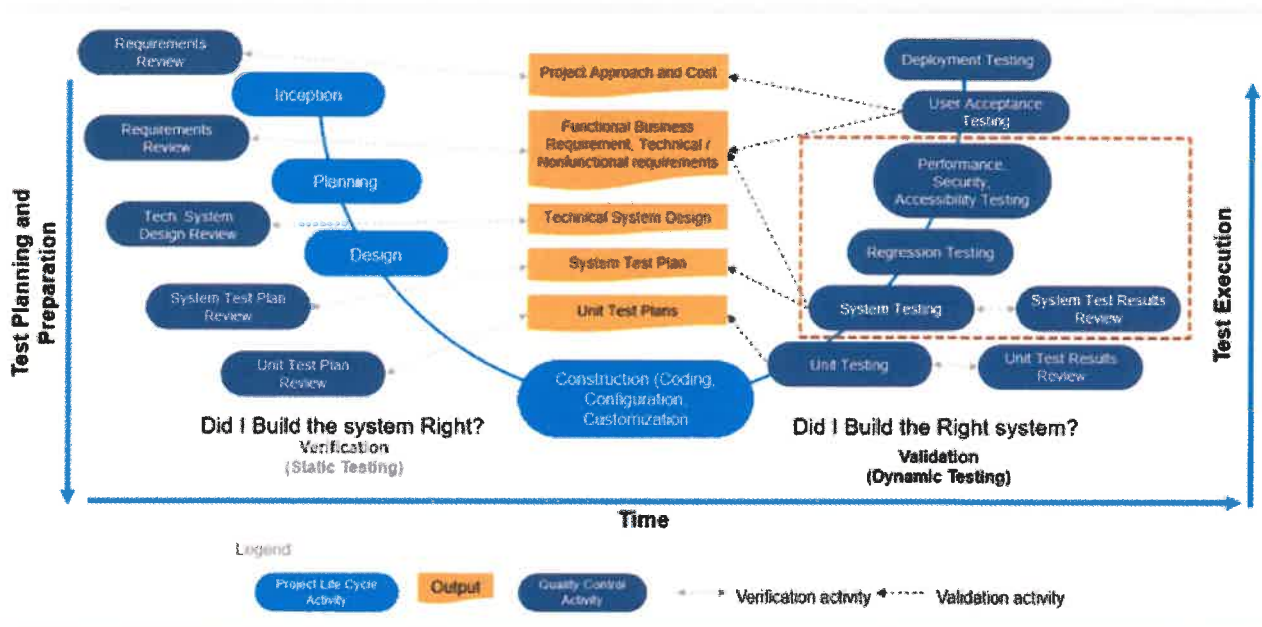 Requirements
Review
Inception
Requirements
Review
Planning
Tech. System
Design Review
Design
System Test Plan
Review
Unit Test Plan
Review
Test Planning and
Preparation
Project Approach and Cost
Functional Business
Requirement, Technical /
Nonfunctional requirements
Technical System Design
System Test Plan
Unit Test Plans
Construction (Coding,
Configuration,
Customization
Deployment Testing
User Acceptance
Testing
Performance,
Security,
Accessibility Testing
Regression Testing
System Testing
System Test Results
Review
Unit Testing
Unit Test Results
Review
Test Execution
Did I Build the system Right?
Verification
(Static Testing)
Did I Build the Right system?
Validation
(Dynamic Testing)
Time
Legend
Project Life Cycle
Activity
Output
Quality Control
Activity
Verification activity
Validation activity